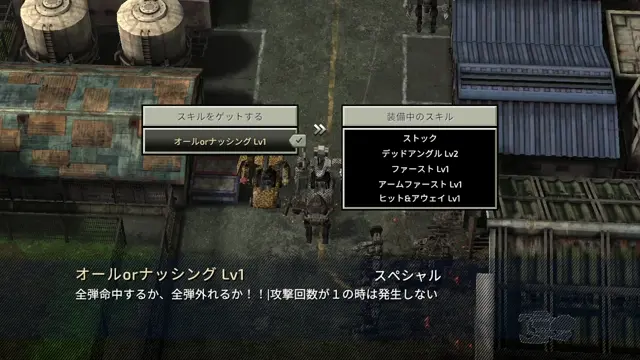 スキルをゲットする
オールorナッシング Lv1
装備中のスキル
ストック
デッドアングル Lv2
ファースト Lv1
アームファースト Lv1
ヒット&アウェイ Lv1
オールorナッシング Lv1
スペシャル
全弾命中するか、全弾外れるか！！|攻撃回数が１の時は発生しない